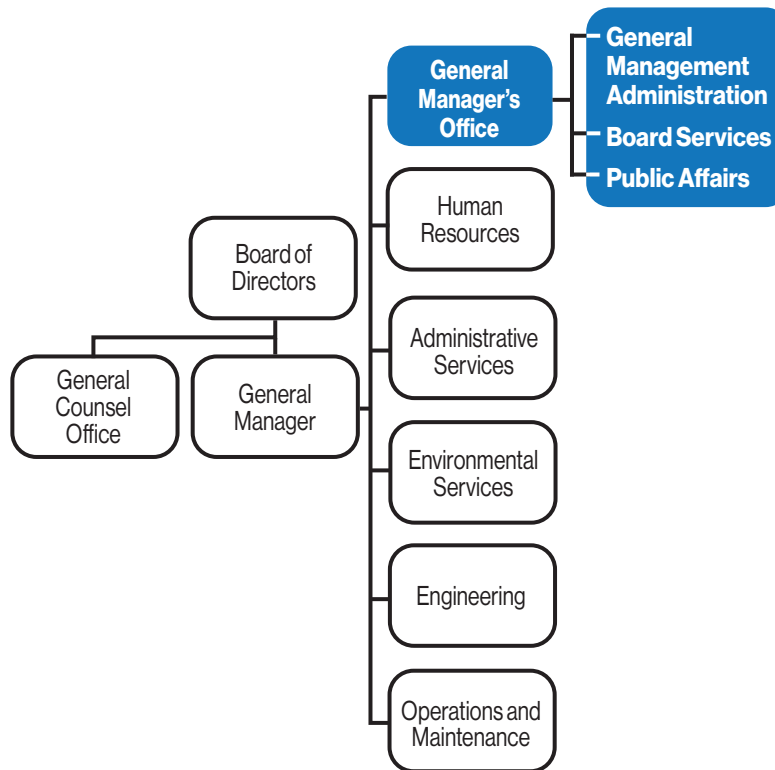 General
Manager's
Office
General
Management
Administration
Board Services
Public Affairs
Human
Resources
Board of
Directors
Administrative
Services
General
Counsel
Office
General
Manager
Environmental
Services
Engineering
Operations and
Maintenance